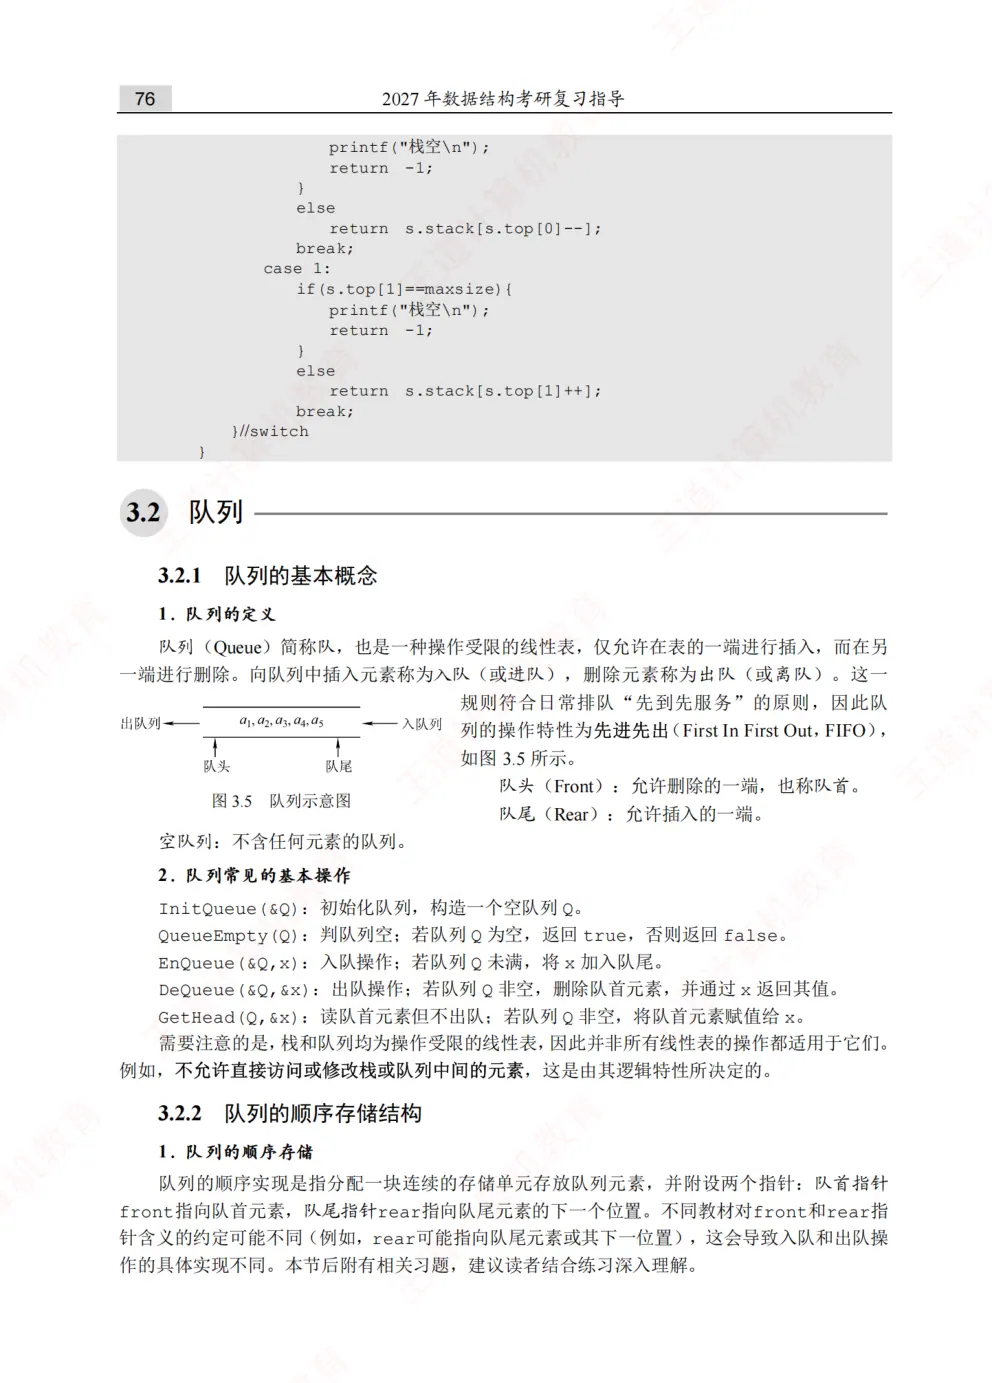 76
2027 年数据结构考研复习指导
printf("栈空\n");
return -1;
}
else
return s.stack[s.top[0]--];
break;
case 1:
if(s.top[1]==maxsize){
printf("栈空\n");
return -1;
}
else
return s.stack[s.top[1]++];
break;
}//switch
}
3.2 队列
3.2.1 队列的基本概念
1. 队列的定义
队列（Queue）简称队，也是一种操作受限的线性表，仅允许在表的一端进行插入，而在另
一端进行删除。向队列中插入元素称为入队（或进队），删除元素称为出队（或离队）。这一
规则符合日常排队“先到先服务”的原则，因此队
列的操作特性为先进先出（First In First Out，FIFO），
如图 3.5 所示。
出队列 a1, a2, a3, a4, a5 入队列
队头 队尾
图 3.5 队列示意图
队头（Front）：允许删除的一端，也称队首。
队尾（Rear）：允许插入的一端。
空队列：不含任何元素的队列。
2. 队列常见的基本操作
InitQueue(&Q)：初始化队列，构造一个空队列 Q。
QueueEmpty(Q)：判队列空；若队列 Q 为空，返回 true，否则返回 false。
EnQueue(&Q,x)：入队操作；若队列 Q 未满，将 x 加入队尾。
DeQueue(&Q,&x)：出队操作；若队列 Q 非空，删除队首元素，并通过 x 返回其值。
GetHead(Q,&x)：读队首元素但不出队；若队列 Q 非空，将队首元素赋值给 x。
需要注意的是，栈和队列均为操作受限的线性表，因此并非所有线性表的操作都适用于它们。
例如，不允许直接访问或修改栈或队列中间的元素，这是由其逻辑特性所决定的。
3.2.2 队列的顺序存储结构
1. 队列的顺序存储
队列的顺序实现是指分配一块连续的存储单元存放队列元素，并附设两个指针：队首指针
front指向队首元素，队尾指针rear指向队尾元素的下一个位置。不同教材对front和rear指
针含义的约定可能不同（例如，rear可能指向队尾元素或其下一位置），这会导致入队和出队操
作的具体实现不同。本节后附有相关习题，建议读者结合练习深入理解。
王道计算机教育